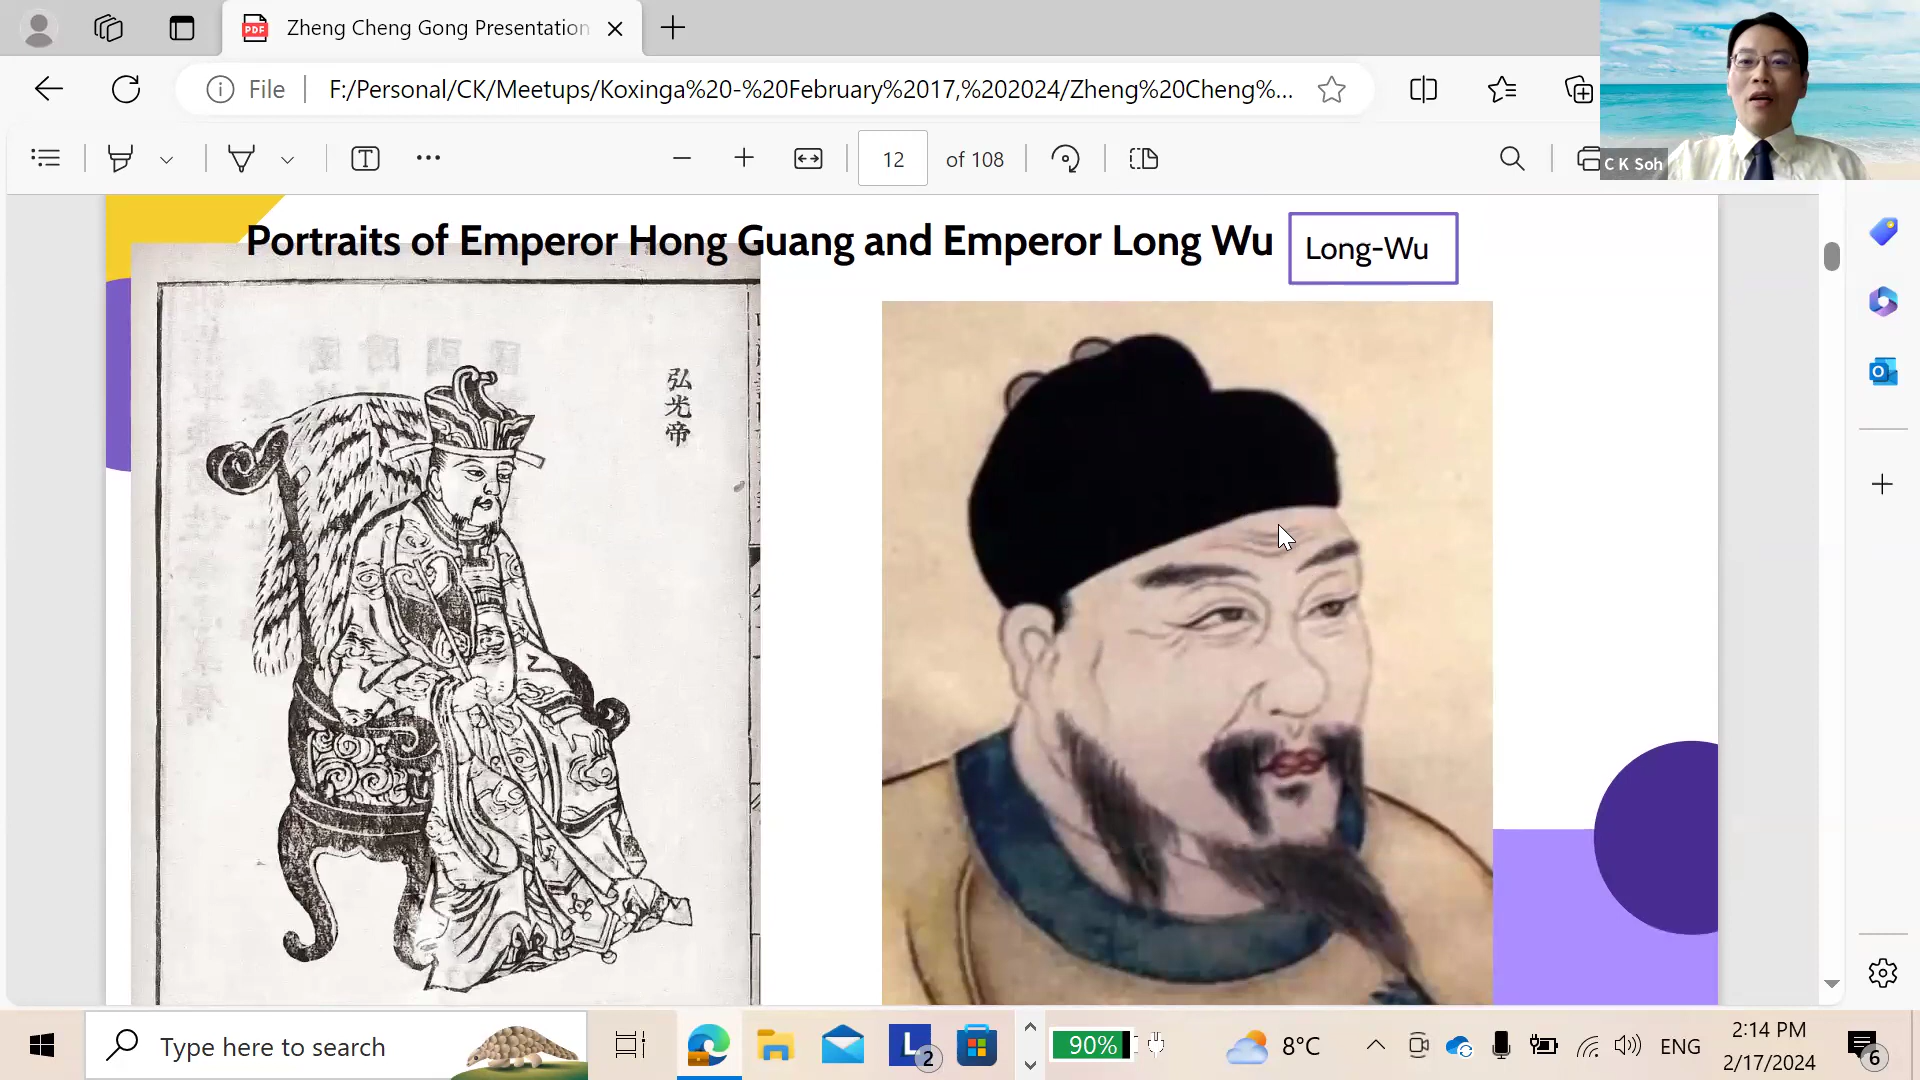 Zheng Cheng Gong Presentation
File
F:/Personal/CK/Meetups/Koxinga%20-%20February%2017,%202024/Zheng%20Cheng%...
12 of 108
C K Soh
Portraits of Emperor Hong Guang and Emperor Long Wu
Long-Wu
弘光帝
Type here to search
L
2
90%
8°C
ENG
2:14 PM
2/17/2024
6